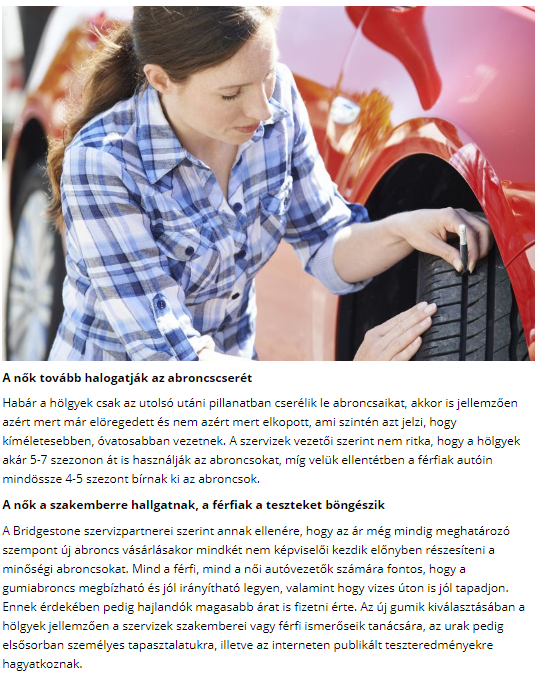 A nők tovább halogatják az abroncscserét
Habár a hölgyek csak az utolsó utáni pillanatban cserélik le abroncsaikat, akkor is jellemzően
azért mert már elöregedett és nem azért mert elkopott, ami szintén azt jelzi, hogy
kíméletesebben, óvatosabban vezetnek. A szervizek vezetői szerint nem ritka, hogy a hölgyek
akár 5-7 szezonon át is használják az abroncsokat, míg velük ellentétben a férfiak autóin
mindössze 4-5 szezont bírnak ki az abroncsok.
A nők a szakemberre hallgatnak, a férfiak a teszteket böngészik
A Bridgestone szervizpartnerei szerint annak ellenére, hogy az ár még mindig meghatározó
szempont új abroncs vásárlásakor mindkét nem képviselői kezdik előnyben részesíteni a
minőségi abroncsokat. Mind a férfi, mind a női autóvezetők számára fontos, hogy a
gumiabroncs megbízható és jól irányítható legyen, valamint hogy vizes úton is jól tapadjon.
Ennek érdekében pedig hajlandók magasabb árat is fizetni érte. Az új gumik kiválasztásában a
hölgyek jellemzően a szervizek szakemberei vagy férfi ismerőseik tanácsára, az urak pedig
elsősorban személyes tapasztalatukra, illetve az interneten publikált teszteredményekre
hagyatkoznak.